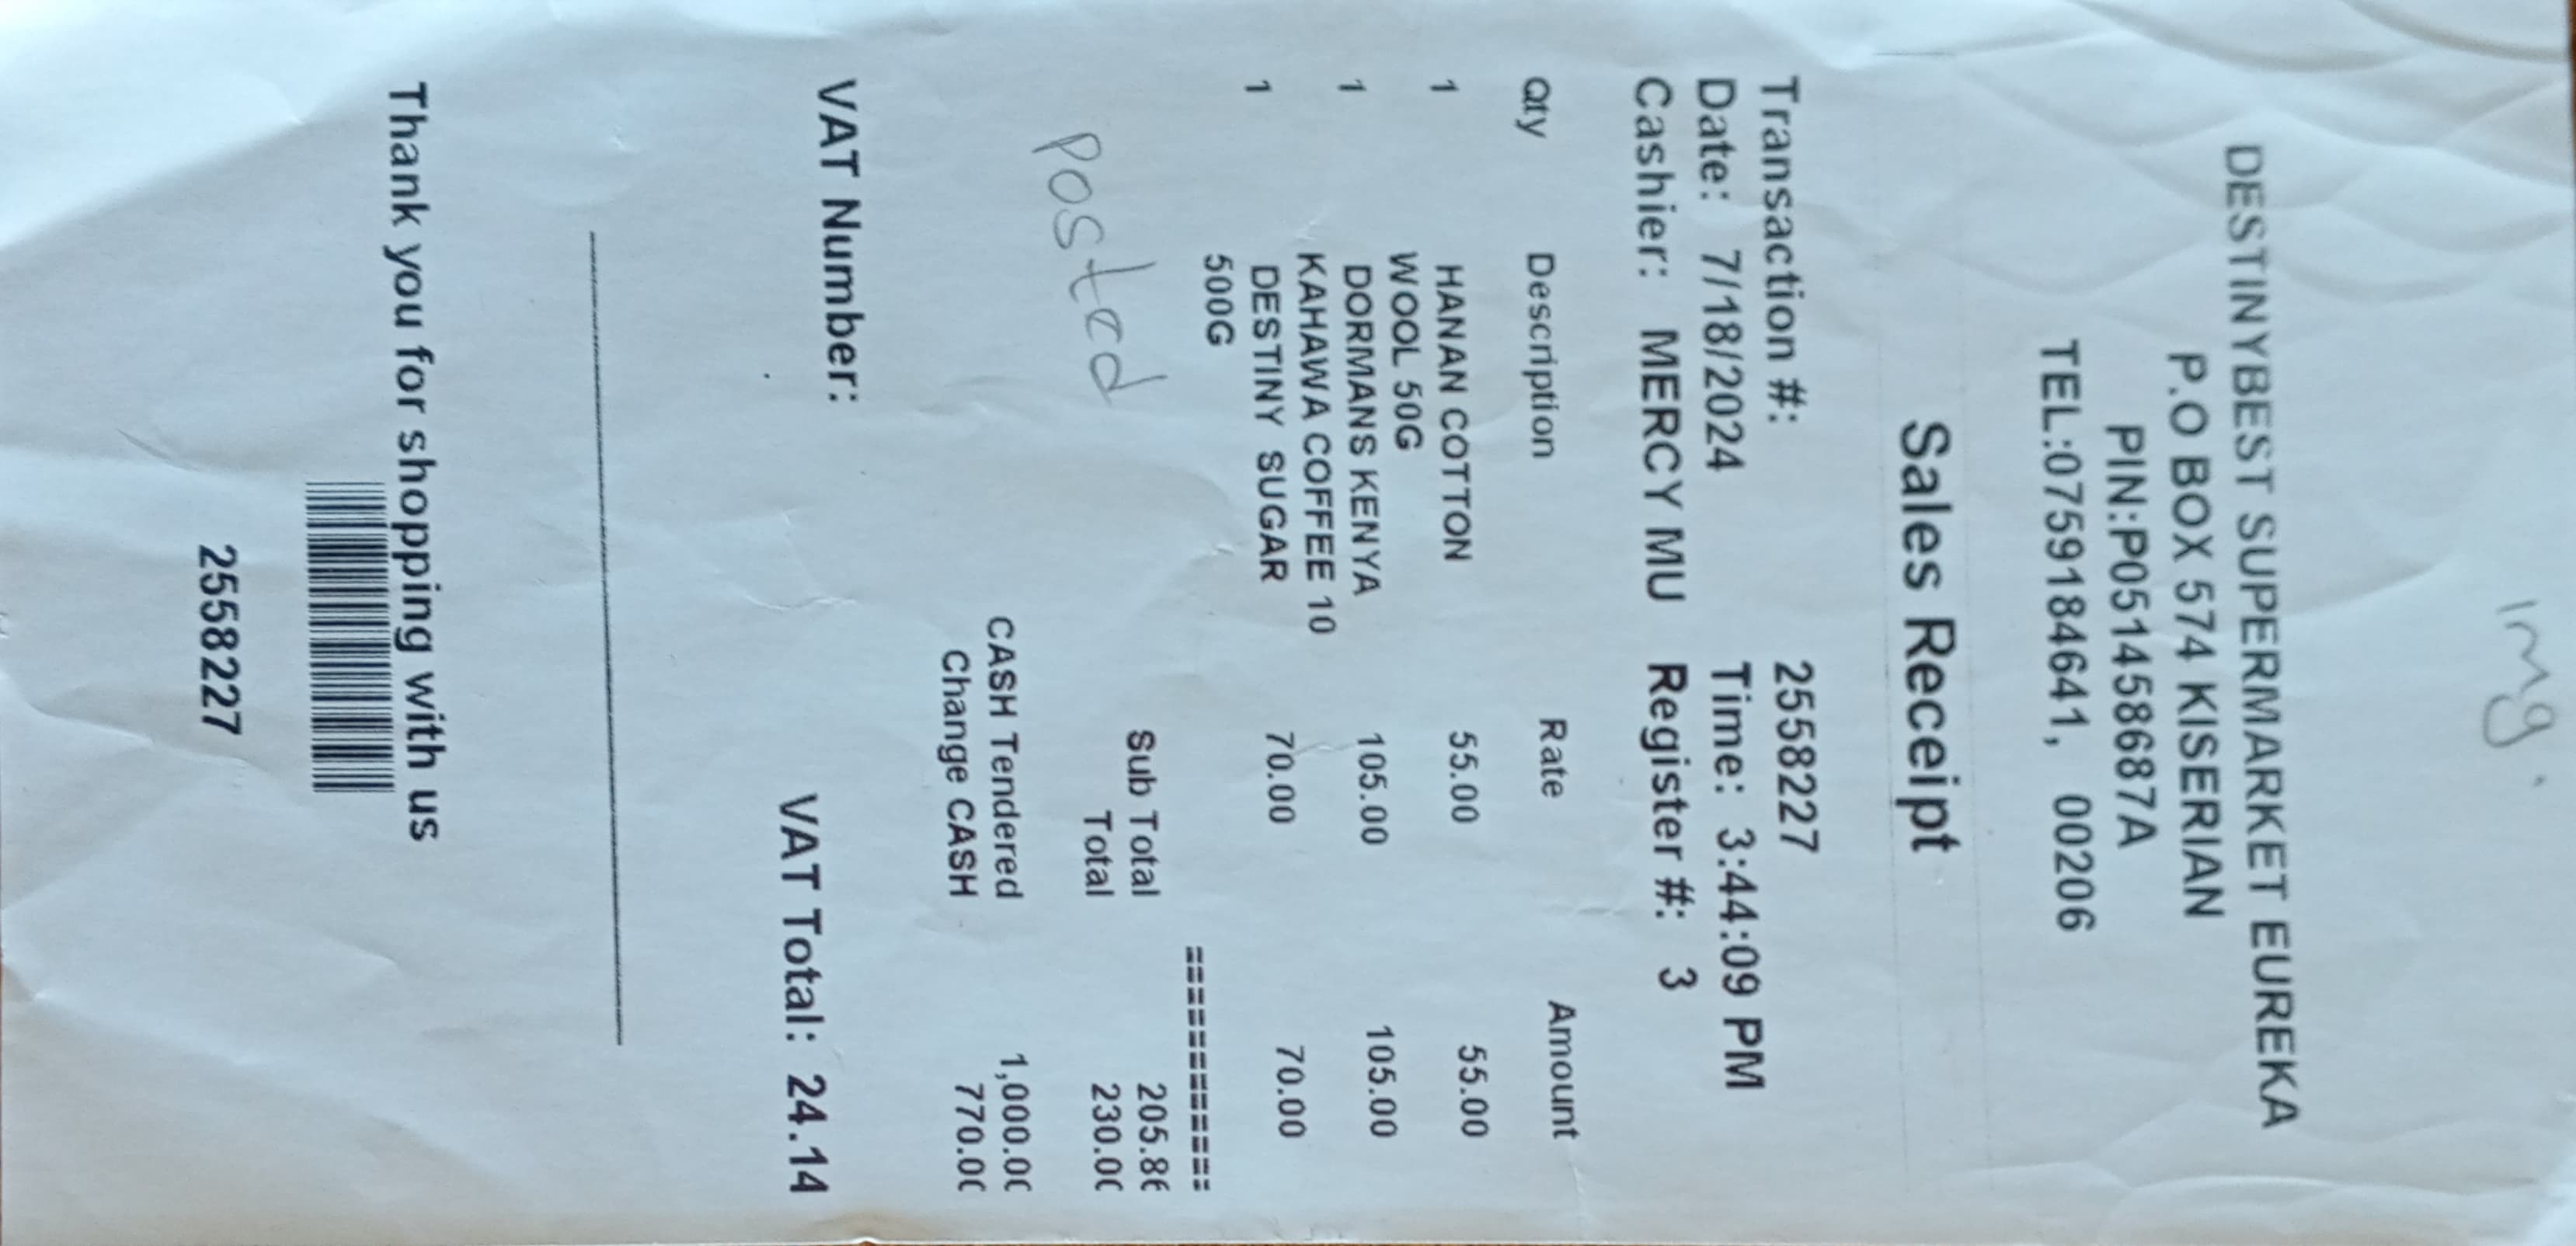 Img.
DESTINYBEST SUPERMARKET EUREKA
P.O BOX 574 KISERIAN
PIN:P051458687A
TEL:0759184641, 00206
Sales Receipt
Transaction #: 2558227
Date: 7/18/2024 Time: 3:44:09 PM
Cashier: MERCY MU Register #: 3
Qty Description Rate Amount
1 HANAN COTTON 55.00 55.00
WOOL 50G
1 DORMANS KENYA 105.00 105.00
KAHAWA COFFEE 10
1 DESTINY SUGAR 70.00 70.00
500G
============
Sub Total 205.86
Total 230.00
posted
CASH Tendered 1,000.00
Change CASH 770.00
VAT Number:
VAT Total: 24.14
Thank you for shopping with us
2558227